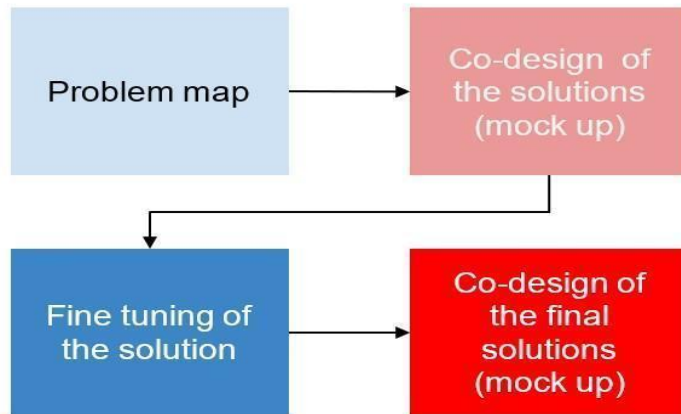 Problem map
Co-design of
the solutions
(mock up)
Fine tuning of
the solution
Co-design of
the final
solutions
(mock up)